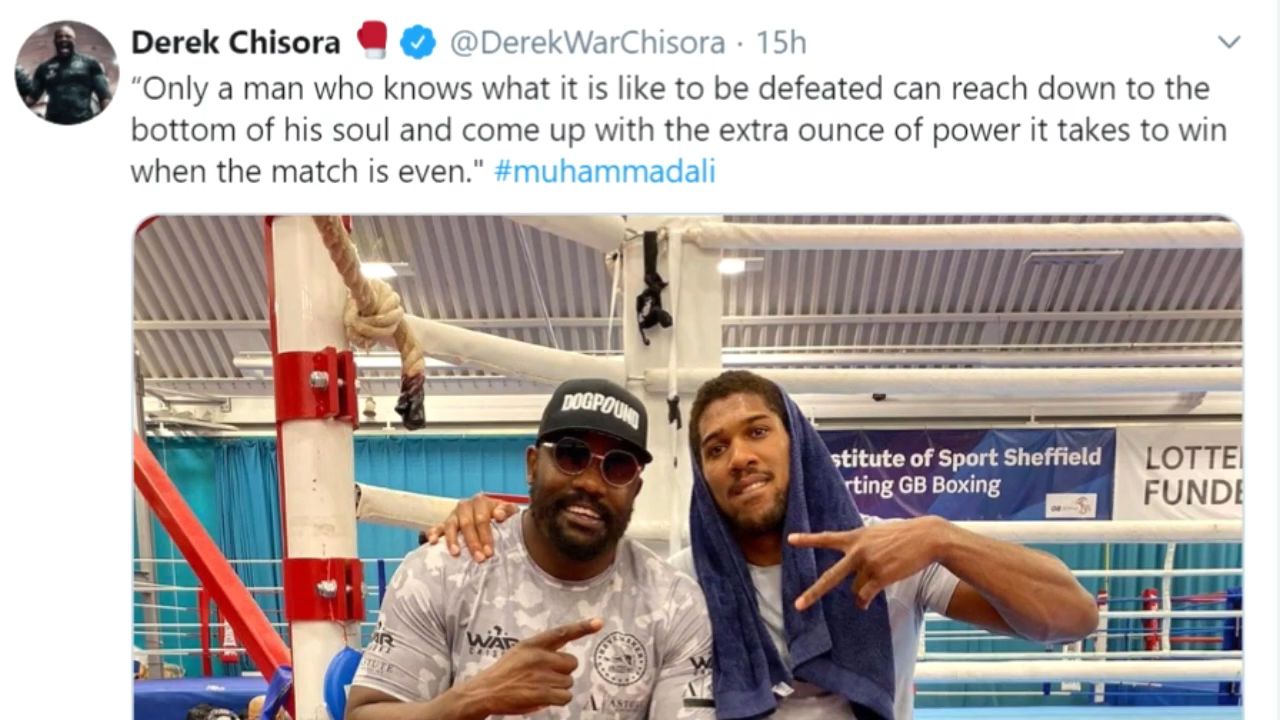 Derek Chisora @DerekWarChisora · 15h
“Only a man who knows what it is like to be defeated can reach down to the
bottom of his soul and come up with the extra ounce of power it takes to win
when the match is even." #muhammadali
DOGPOUND
stitute of Sport Sheffield
rting GB Boxing
LOTTE
FUNDE
WAR